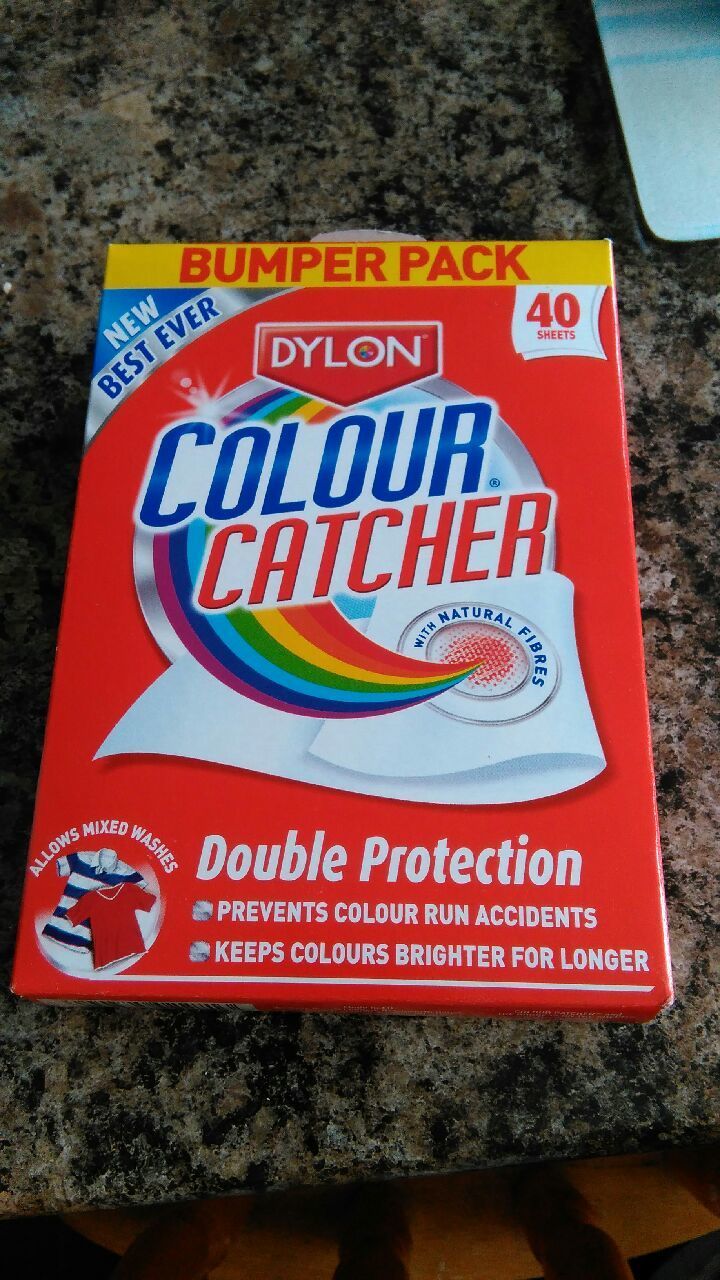 BUMPER PACK
NEW
BEST EVER
40
SHEETS
DYLON
COLOUR
CATCHER®
WITH NATURAL FIBRES
ALLOWS MIXED WASHES
Double Protection
PREVENTS COLOUR RUN ACCIDENTS
KEEPS COLOURS BRIGHTER FOR LONGER